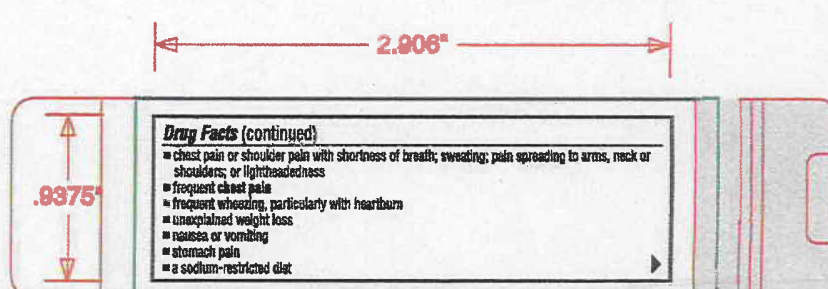 2.906"
.9375"
Drug Facts (continued)
■ chest pain or shoulder pain with shortness of breath; sweating; pain spreading to arms, neck or
shoulders; or lightheadedness
■ frequent chest pain
■ frequent wheezing, particularly with heartburn
■ unexplained weight loss
■ nausea or vomiting
■ stomach pain
■ a sodium-restricted diet